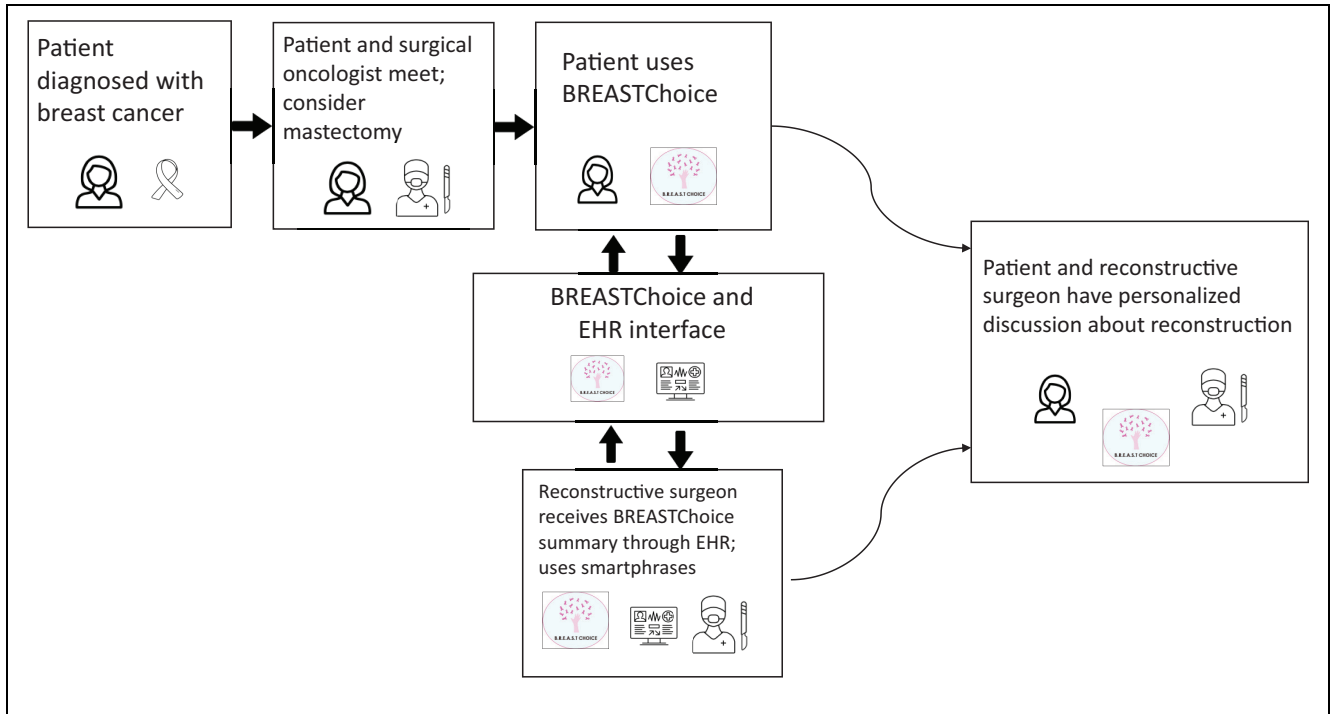 Patient
diagnosed with
breast cancer
Patient and surgical
oncologist meet;
consider
mastectomy
Patient uses
BREASTChoice
B.R.E.A.S.T CHOICE
BREASTChoice and
EHR interface
B.R.E.A.S.T CHOICE
Reconstructive surgeon
receives BREASTChoice
summary through EHR;
uses smartphrases
B.R.E.A.S.T CHOICE
Patient and reconstructive
surgeon have personalized
discussion about reconstruction
B.R.E.A.S.T CHOICE